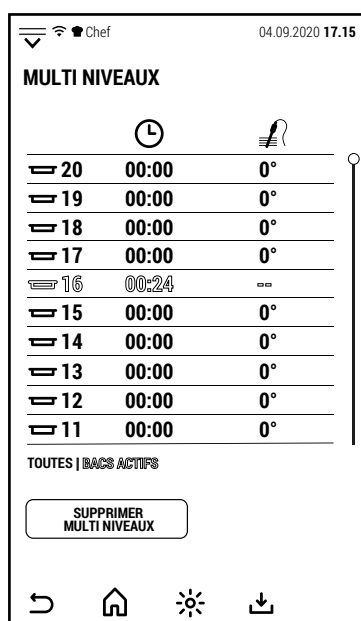 Chef 04.09.2020 17.15
MULTI NIVEAUX
20 00:00 0°
19 00:00 0°
18 00:00 0°
17 00:00 0°
16 00:24 --
15 00:00 0°
14 00:00 0°
13 00:00 0°
12 00:00 0°
11 00:00 0°
TOUTES | BACS ACTIFS
SUPPRIMER
MULTI NIVEAUX